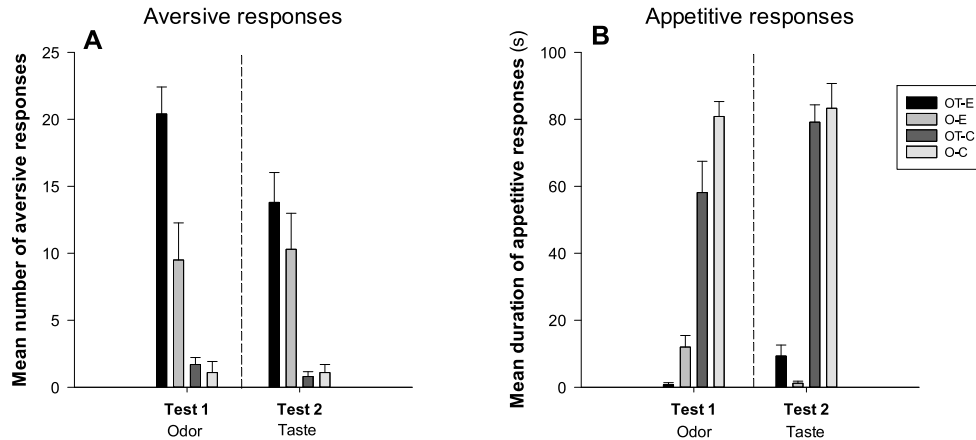 Aversive responses
A
Mean number of aversive responses
25
20
15
10
5
0
Test 1
Odor
Test 2
Taste
Appetitive responses
B
Mean duration of appetitive responses (s)
100
80
60
40
20
0
Test 1
Odor
Test 2
Taste
OT-E
O-E
OT-C
O-C